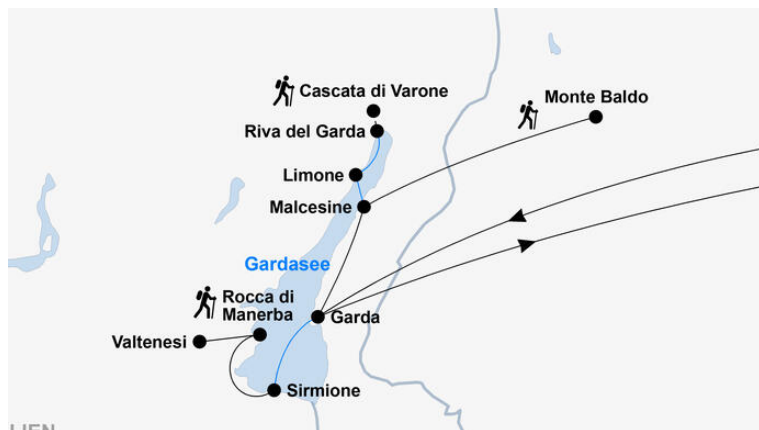 Cascata di Varone
Monte Baldo
Riva del Garda
Limone
Malcesine
Gardasee
Rocca di
Manerba
Garda
Valtenesi
Sirmione